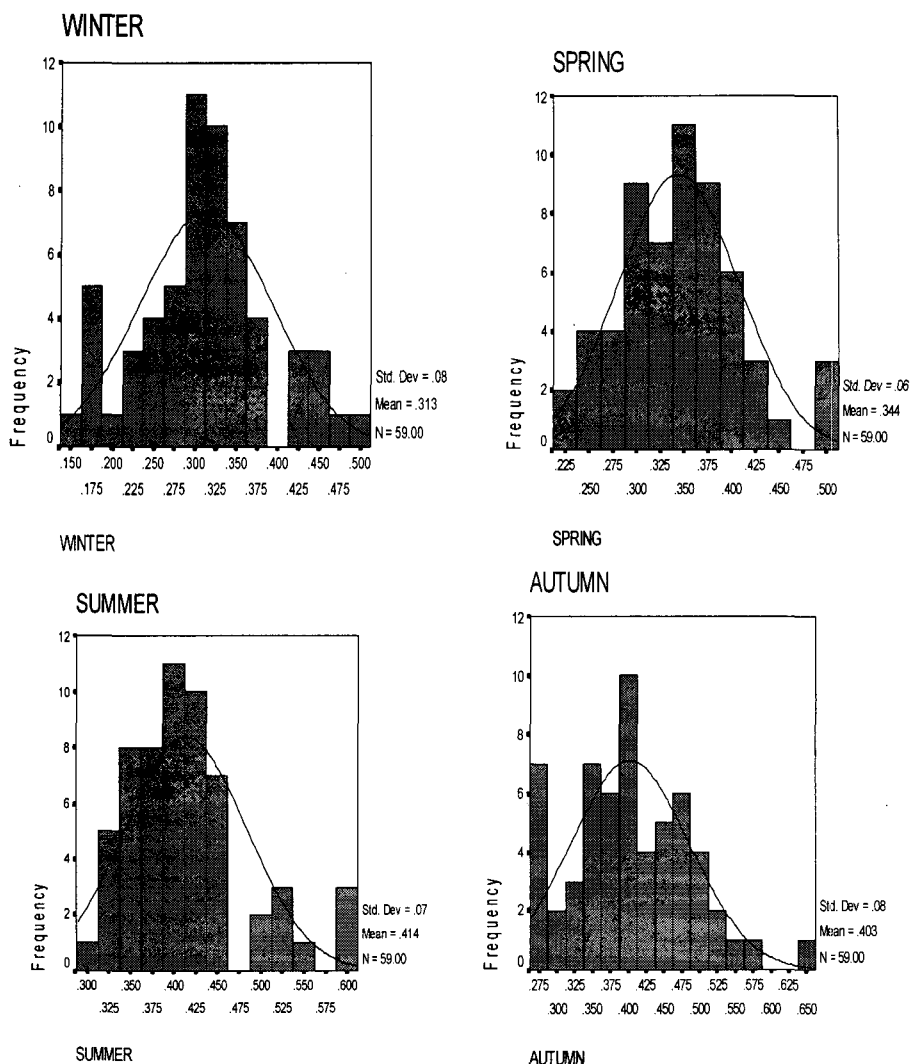 WINTER
12
10
8
6
4
2
0
Frequency
Std. Dev = .08
Mean = .313
N = 59.00
.150 .200 .250 .300 .350 .400 .450 .500
.175 .225 .275 .325 .375 .425 .475
WINTER
SPRING
12
10
8
6
4
2
0
Frequency
Std. Dev = .06
Mean = .344
N = 59.00
.225 .275 .325 .375 .425 .475
.250 .300 .350 .400 .450 .500
SPRING
SUMMER
12
10
8
6
4
2
0
Frequency
Std. Dev = .07
Mean = .414
N = 59.00
.300 .350 .400 .450 .500 .550 .600
.325 .375 .425 .475 .525 .575
SUMMER
AUTUMN
12
10
8
6
4
2
0
Frequency
Std. Dev = .08
Mean = .403
N = 59.00
.275 .325 .375 .425 .475 .525 .575 .625
.300 .350 .400 .450 .500 .550 .600 .650
AUTUMN